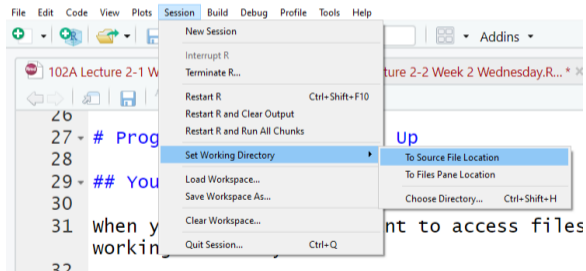 File Edit Code View Plots Session Build Debug Profile Tools Help
New Session
Addins
Interrupt R
Terminate R...
102A Lecture 2-1 W
ture 2-2 Week 2 Wednesday.R...* ×
Restart R Ctrl+Shift+F10
Restart R and Clear Output
Restart R and Run All Chunks
26
27 # Prog Up
28
Set Working Directory
To Source File Location
To Files Pane Location
Choose Directory... Ctrl+Shift+H
29 ## You
Load Workspace...
Save Workspace As...
30
Clear Workspace...
31 When y nt to access files
working
Quit Session... Ctrl+Q
32